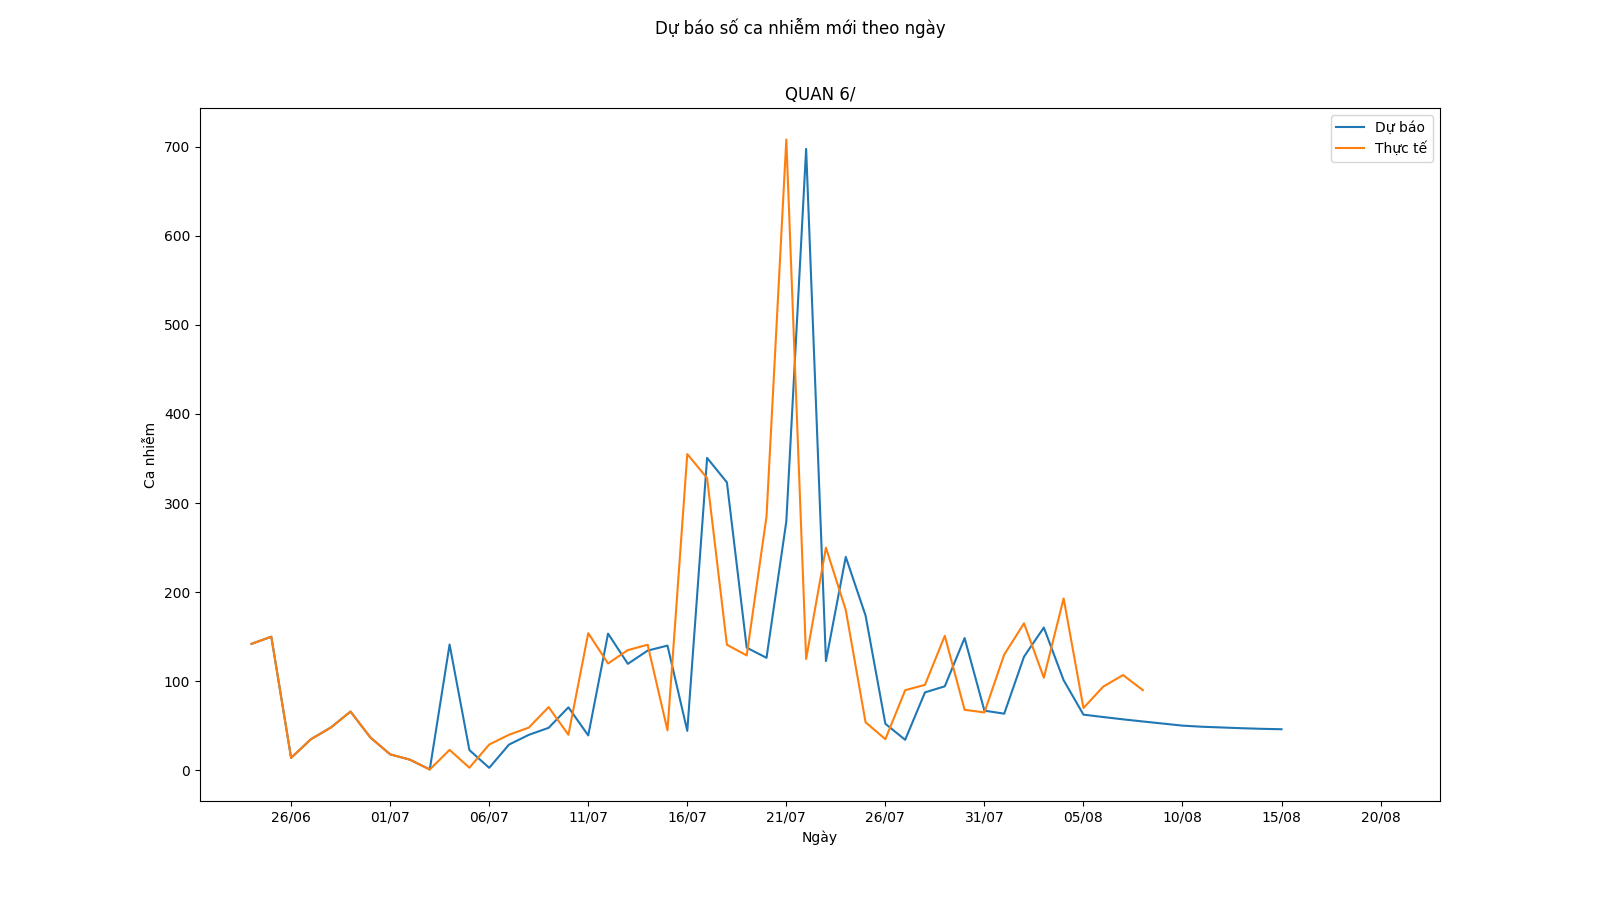 Dự báo số ca nhiễm mới theo ngày
QUAN 6/
Dự báo
Thực tế
700
600
500
400
300
200
100
0
Ca nhiễm
26/06 01/07 06/07 11/07 16/07 21/07 26/07 31/07 05/08 10/08 15/08 20/08
Ngày